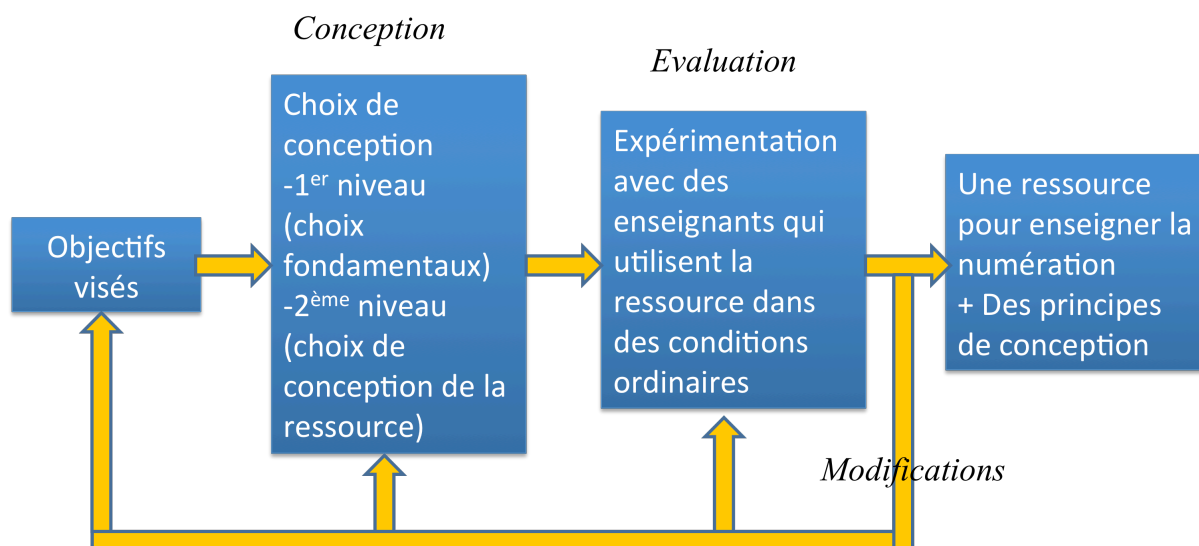 Conception
Evaluation
Objectifs
visés
Choix de
conception
-1er niveau
(choix
fondamentaux)
-2ème niveau
(choix de
conception de la
ressource)
Expérimentation
avec des
enseignants qui
utilisent la
ressource dans
des conditions
ordinaires
Une ressource
pour enseigner la
numération
+ Des principes
de conception
Modifications